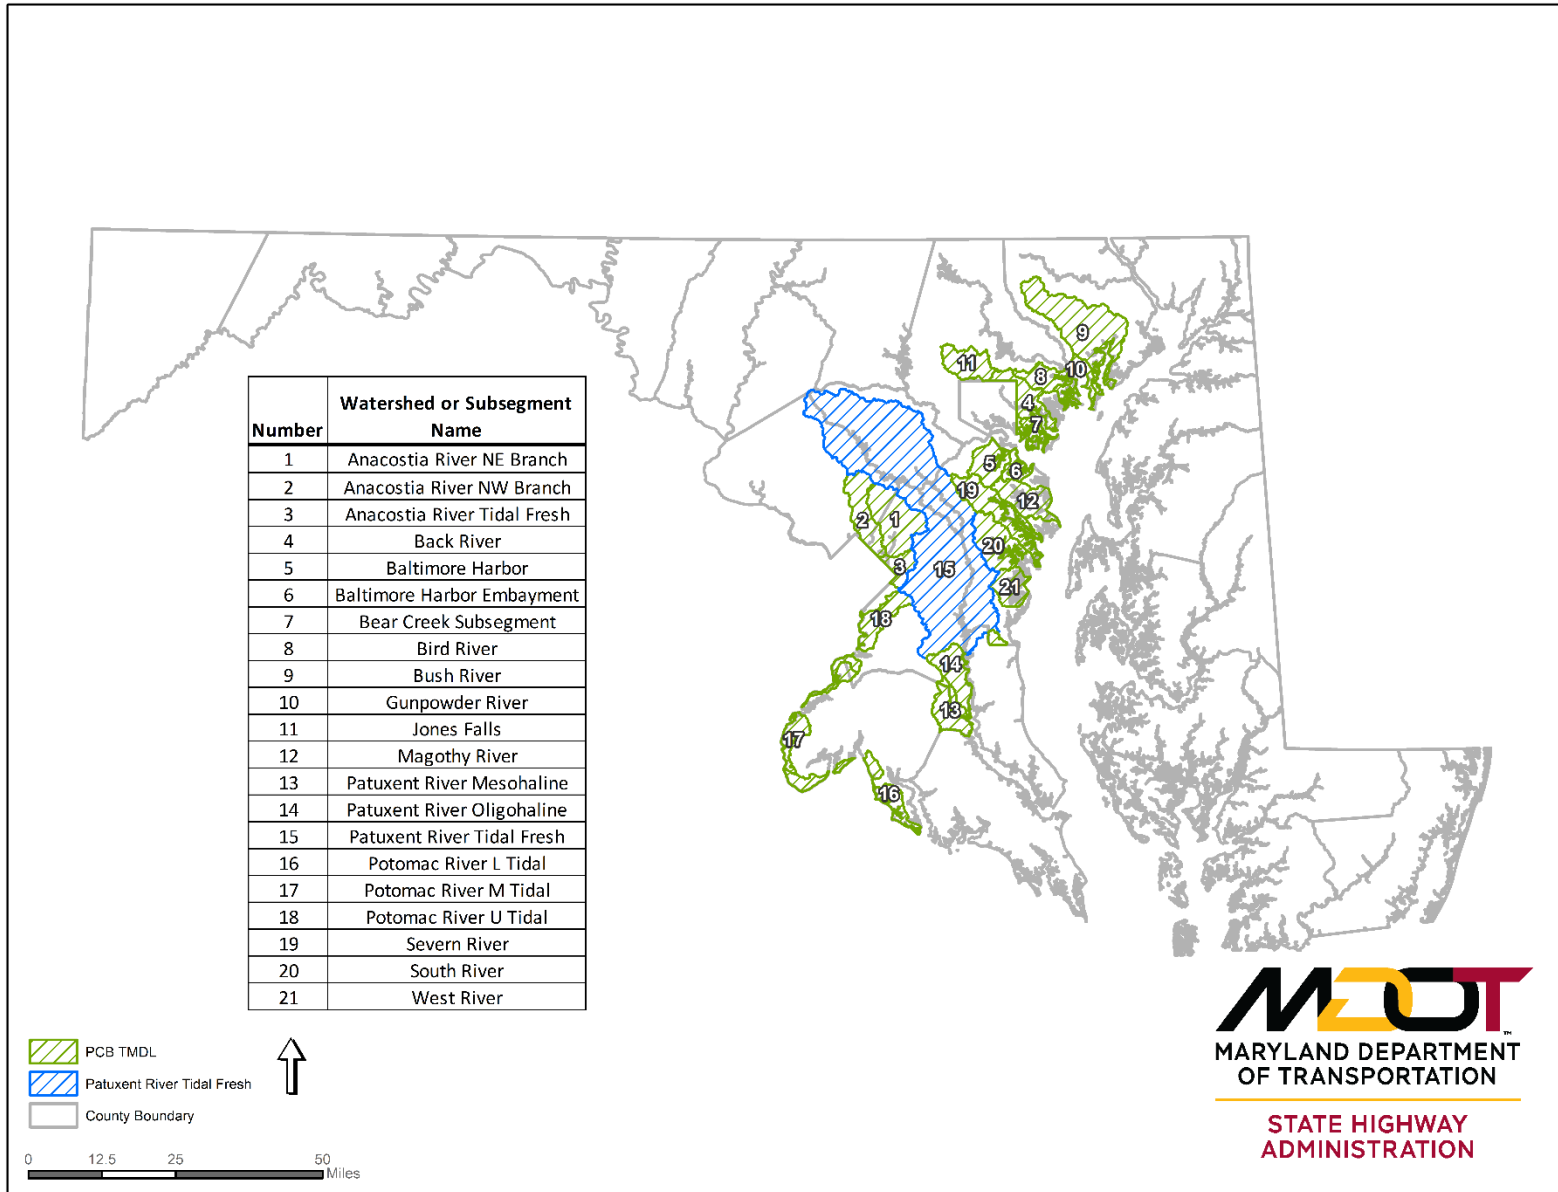 9
11
10
8
4
7
5
6
19
12
2
1
20
3
15
21
18
14
13
17
16
Number Watershed or Subsegment Name
1 Anacostia River NE Branch
2 Anacostia River NW Branch
3 Anacostia River Tidal Fresh
4 Back River
5 Baltimore Harbor
6 Baltimore Harbor Embayment
7 Bear Creek Subsegment
8 Bird River
9 Bush River
10 Gunpowder River
11 Jones Falls
12 Magothy River
13 Patuxent River Mesohaline
14 Patuxent River Oligohaline
15 Patuxent River Tidal Fresh
16 Potomac River L Tidal
17 Potomac River M Tidal
18 Potomac River U Tidal
19 Severn River
20 South River
21 West River
PCB TMDL
Patuxent River Tidal Fresh
County Boundary
0 12.5 25 50
Miles
MDOT™
MARYLAND DEPARTMENT
OF TRANSPORTATION
STATE HIGHWAY
ADMINISTRATION